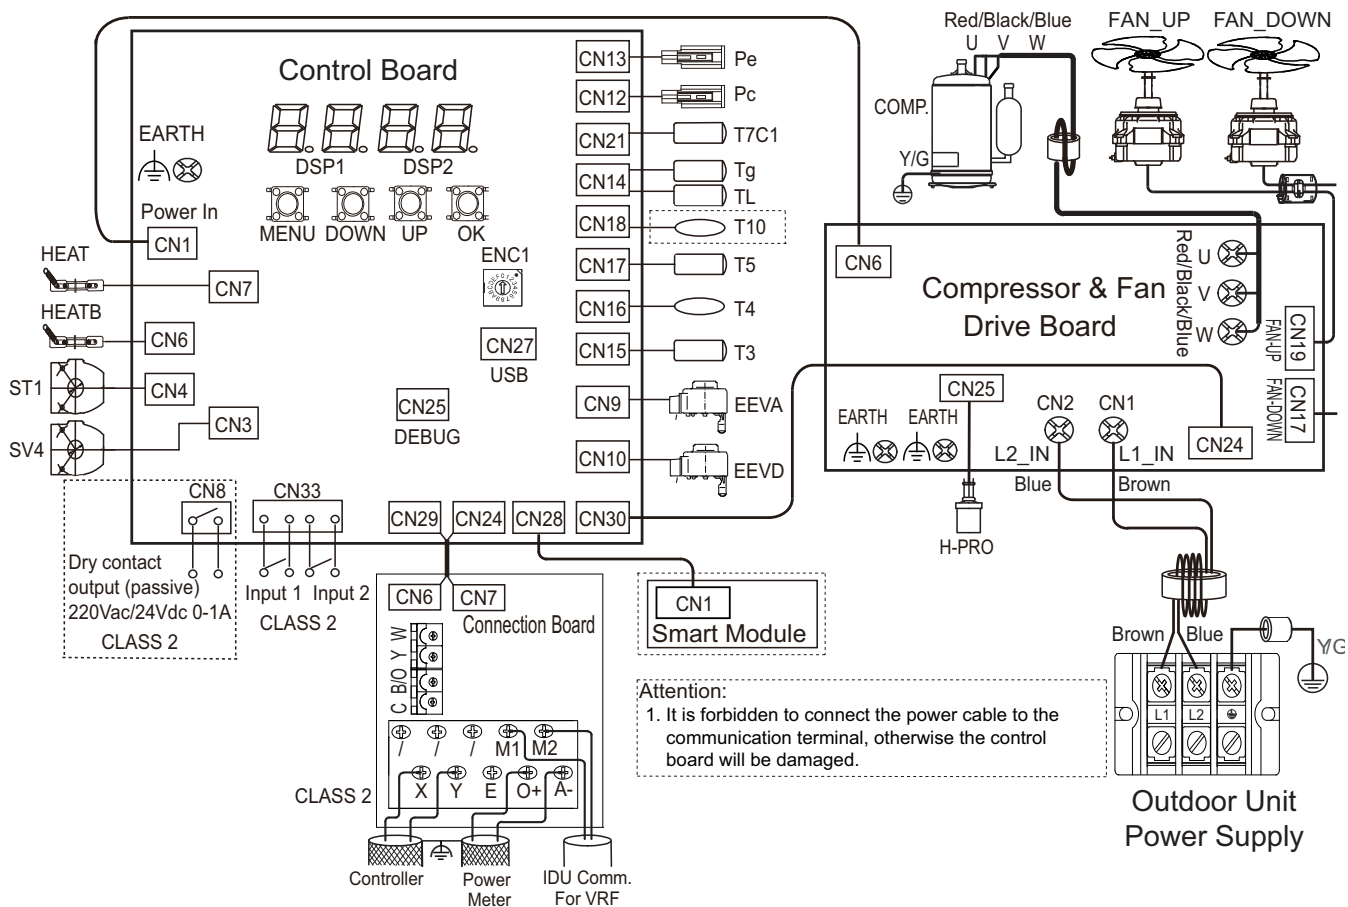 Control Board
DSP1 DSP2
MENU DOWN UP OK
ENC1
CN27
USB
CN25
DEBUG
EARTH
Power In
CN1
HEAT
CN7
HEATB
CN6
ST1
CN4
SV4
CN3
CN8
Dry contact
output (passive)
220Vac/24Vdc 0-1A
CLASS 2
CN33
Input 1 Input 2
CLASS 2
CN13 Pe
CN12 Pc
CN21 T7C1
CN14 Tg
TL
CN18 T10
CN17 T5
CN16 T4
CN15 T3
CN9 EEVA
CN10 EEVD
CN29 CN24 CN28 CN30
CN6 CN7
Connection Board
C B/O Y W
/ / / M1 M2
X Y E O+ A-
CLASS 2
Controller
Power
Meter
IDU Comm.
For VRF
CN1
Smart Module
Attention:
1. It is forbidden to connect the power cable to the
communication terminal, otherwise the control
board will be damaged.
Red/Black/Blue
U V W
COMP.
Y/G
FAN_UP FAN_DOWN
CN6
Compressor & Fan
Drive Board
Red/Black/Blue
U
V
W
CN19
FAN-UP
CN17
FAN-DOWN
CN25
EARTH EARTH
H-PRO
CN2 CN1
L2_IN L1_IN
Blue Brown
CN24
Brown Blue
Y/G
L1 L2
Outdoor Unit
Power Supply